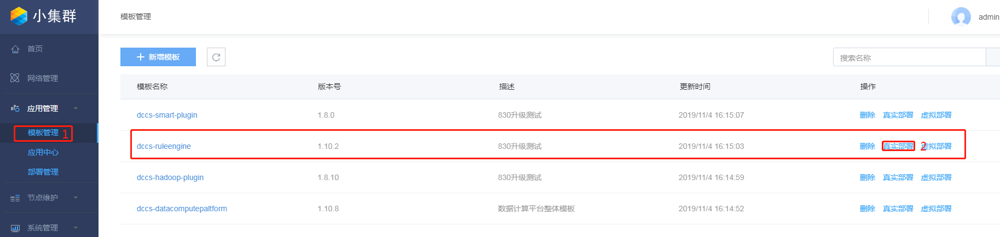 小集群
模板管理
admin
首页
网络管理
应用管理
模板管理 1
应用中心
部署管理
节点维护
系统管理
新增模板
搜索名称
模板名称 版本号 描述 更新时间 操作
dccs-smart-plugin 1.8.0 830升级测试 2019/11/4 16:15:07 删除 真实部署 虚拟部署
dccs-ruleengine 1.10.2 830升级测试 2019/11/4 16:15:03 删除 真实部署 2 虚拟部署
dccs-hadoop-plugin 1.8.10 830升级测试 2019/11/4 16:14:59 删除 真实部署 虚拟部署
dccs-datacomputepaltform 1.10.8 数据计算平台整体模板 2019/11/4 16:14:52 删除 真实部署 虚拟部署